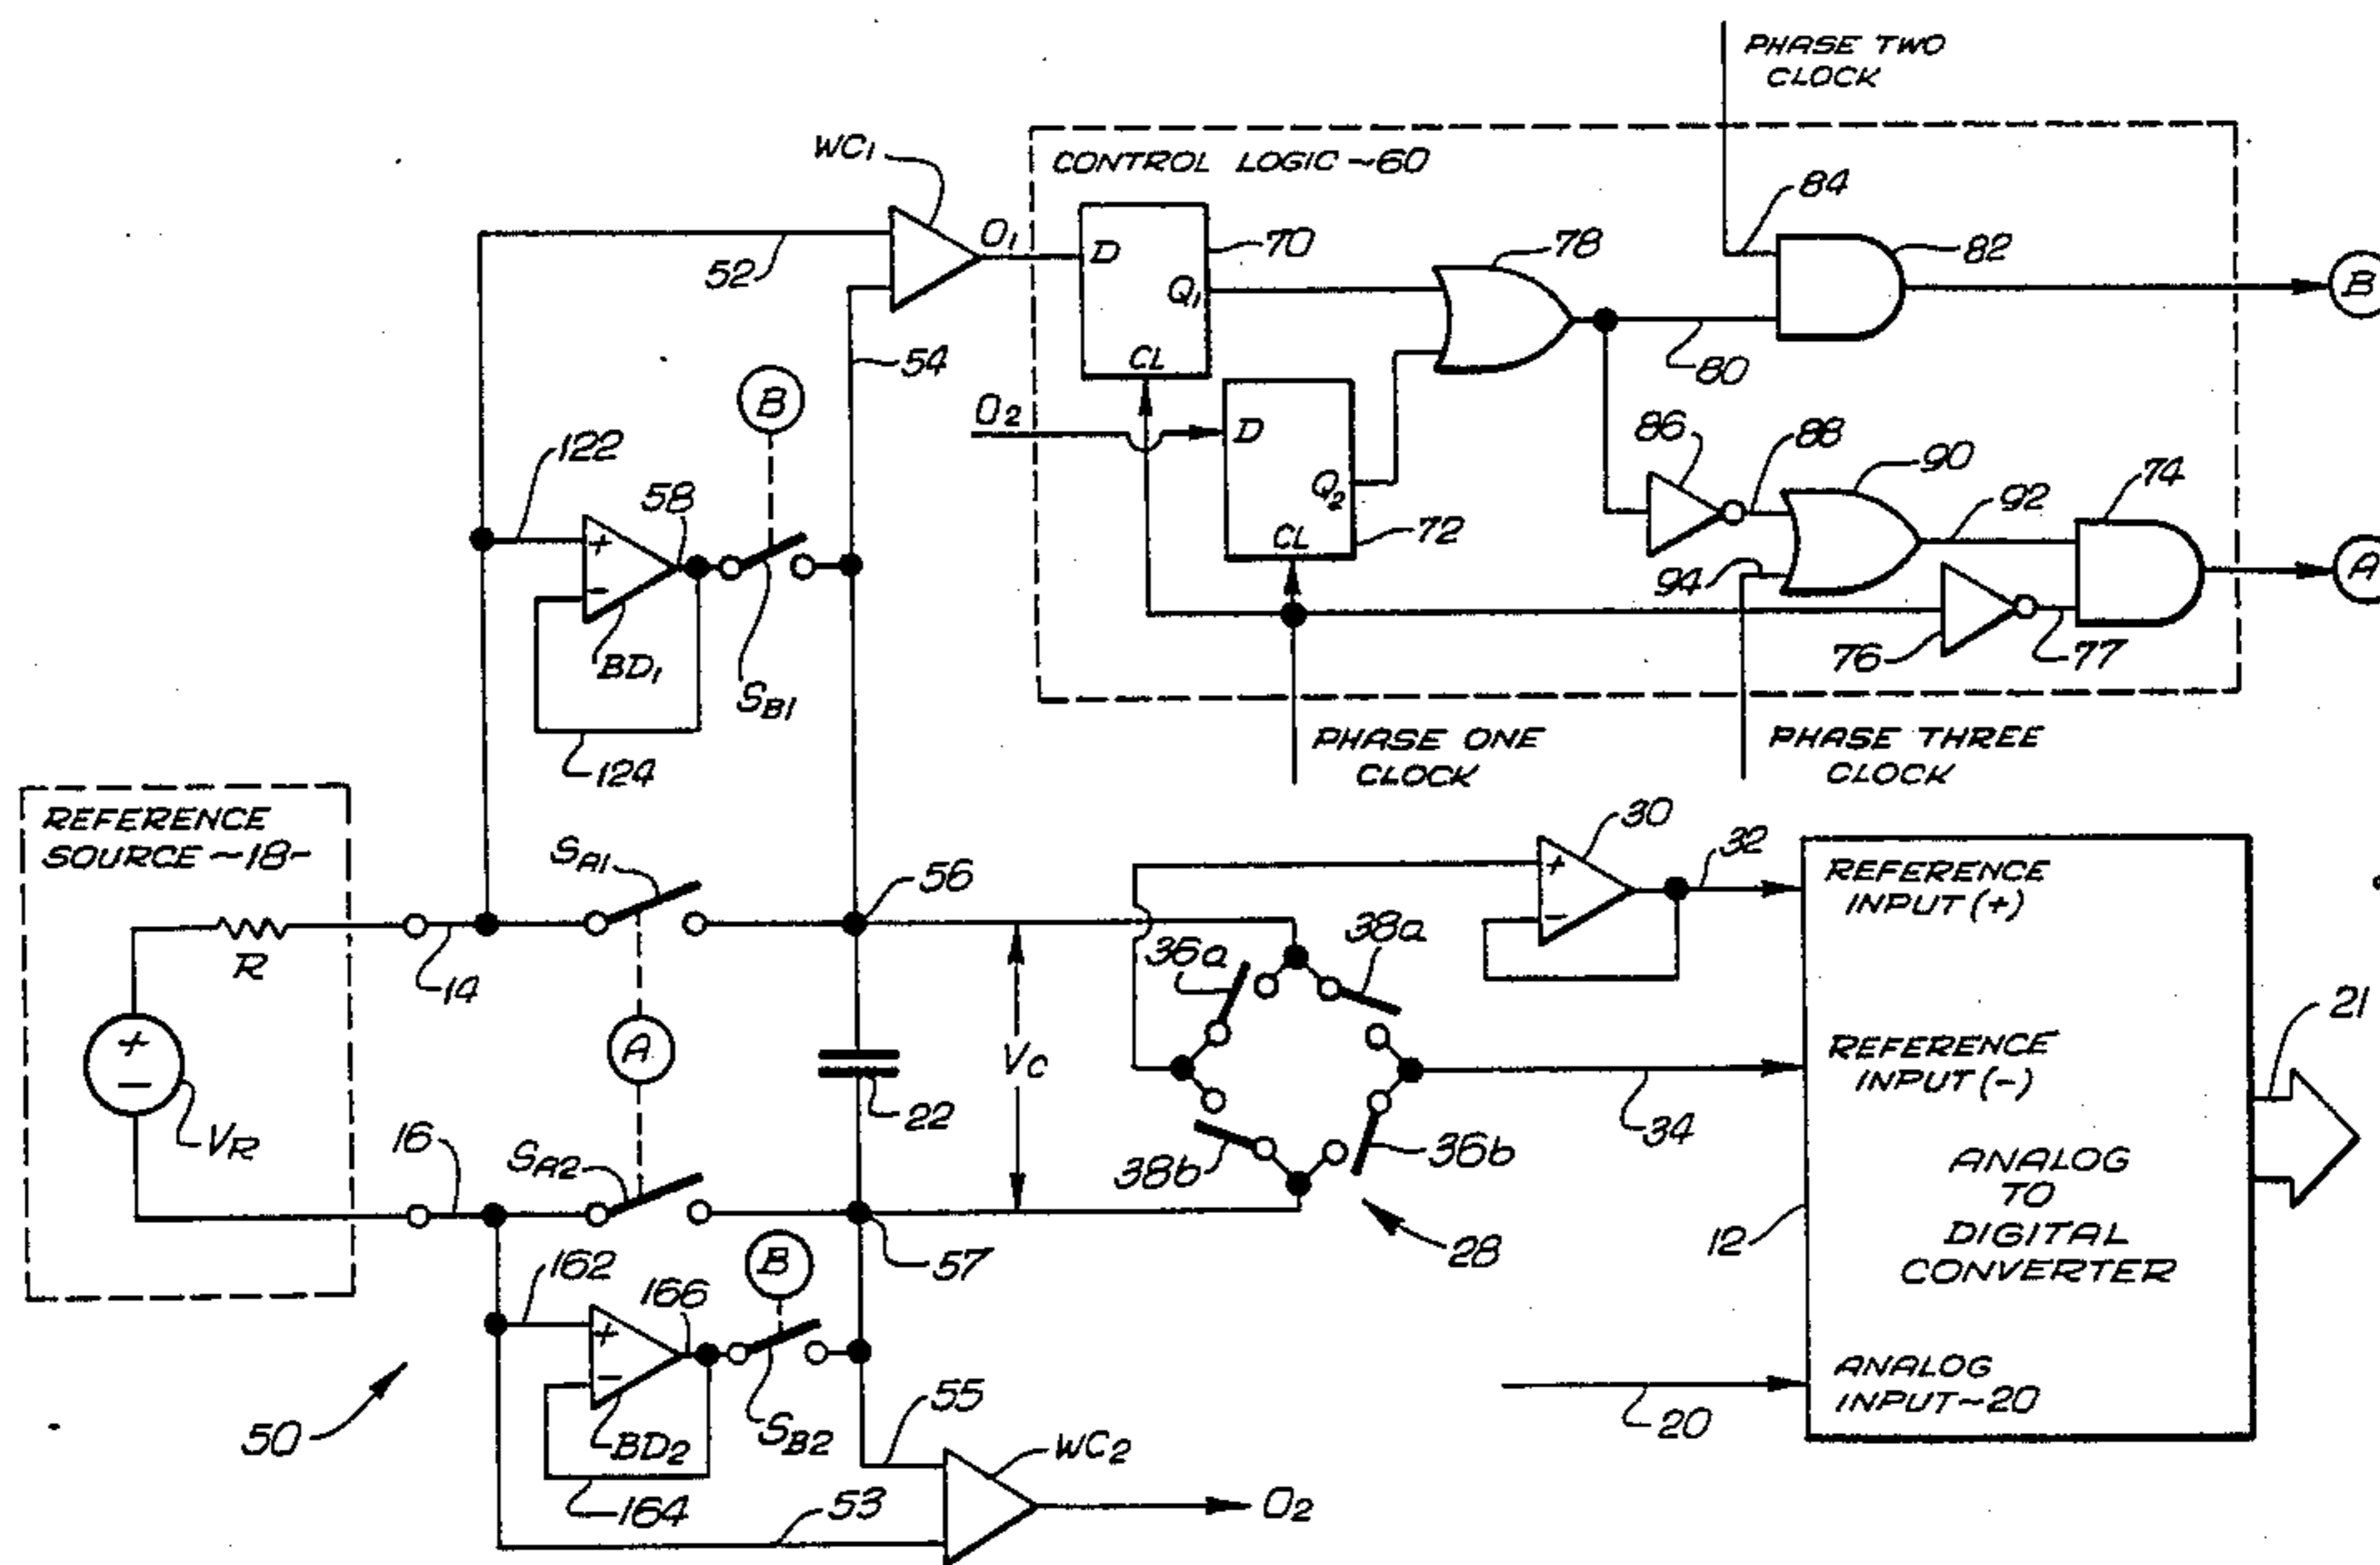 PHASE TWO
CLOCK
WC1
CONTROL LOGIC ~60
84
O1
D
70
78
82
52
Q1
B
CL
54
80
B
O2
D
86
88
90
122
58
Q2
92
74
+
CL
72
94
A
−
BD1
76
77
SB1
124
PHASE ONE
CLOCK
PHASE THREE
CLOCK
REFERENCE
SOURCE ~18-
30
32
SA1
56
+
REFERENCE
INPUT (+)
−
38a
36a
R
14
21
A
VC
REFERENCE
INPUT (-)
+
−
22
34
VR
16
SA2
38b
36b
ANALOG
TO
DIGITAL
CONVERTER
28
12
57
162
166
B
+
−
ANALOG
INPUT ~20
55
20
50
BD2
SB2
WC2
164
53
O2